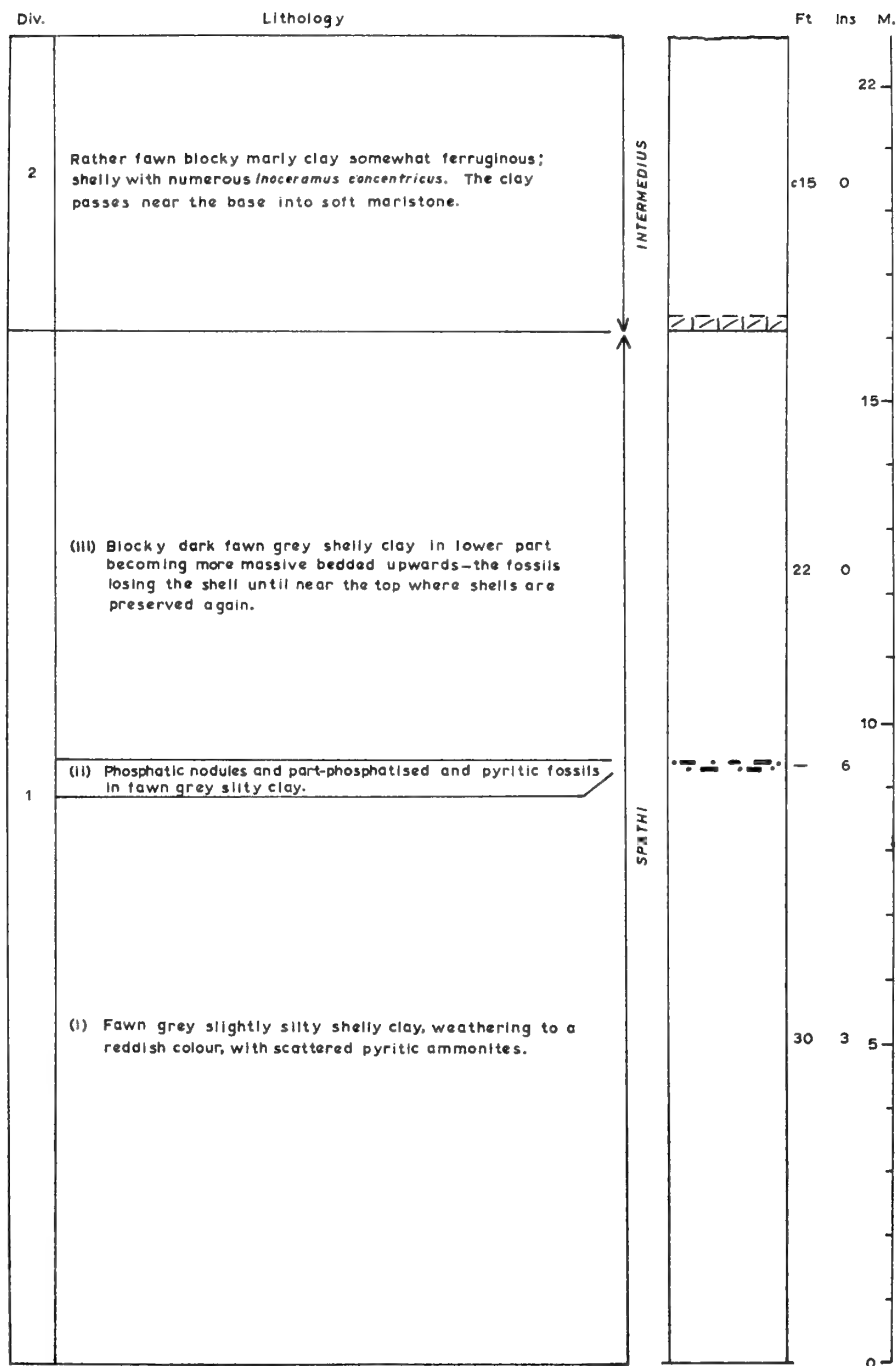 Div. Lithology Ft Ins M.
22
2
Rather fawn blocky marly clay somewhat ferruginous;
shelly with numerous Inoceramus concentricus. The clay
passes near the base into soft marlstone.
INTERMEDIUS
c15 0
15
(iii) Blocky dark fawn grey shelly clay in lower part
becoming more massive bedded upwards—the fossils
losing the shell until near the top where shells are
preserved again.
22 0
10
1
(ii) Phosphatic nodules and part-phosphatised and pyritic fossils
in fawn grey silty clay.
— 6
SPATHI
(i) Fawn grey slightly silty shelly clay, weathering to a
reddish colour, with scattered pyritic ammonites.
30 3
5
0